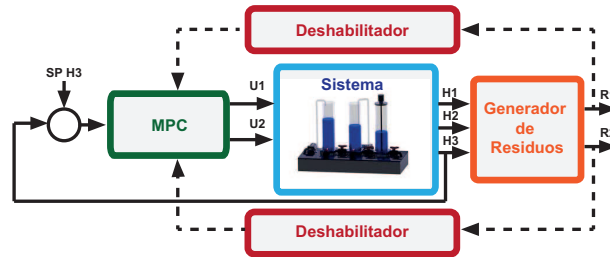 Deshabilitador
SP H3
MPC
U1
U2
Sistema
H1
H2
H3
Generador
de
Residuos
Deshabilitador